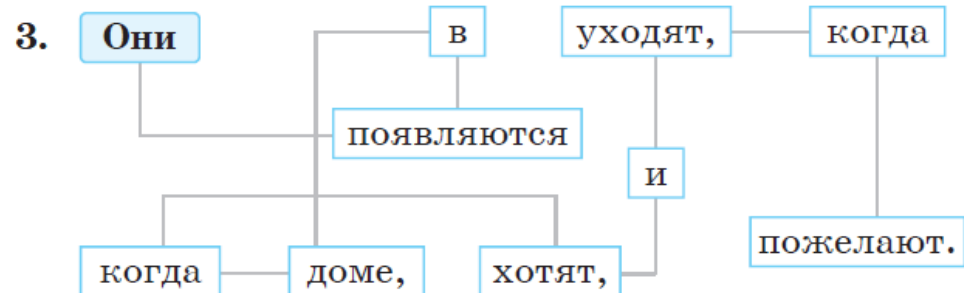 3. Они в уходят, когда
появляются
и
пожелают.
когда доме, хотят,